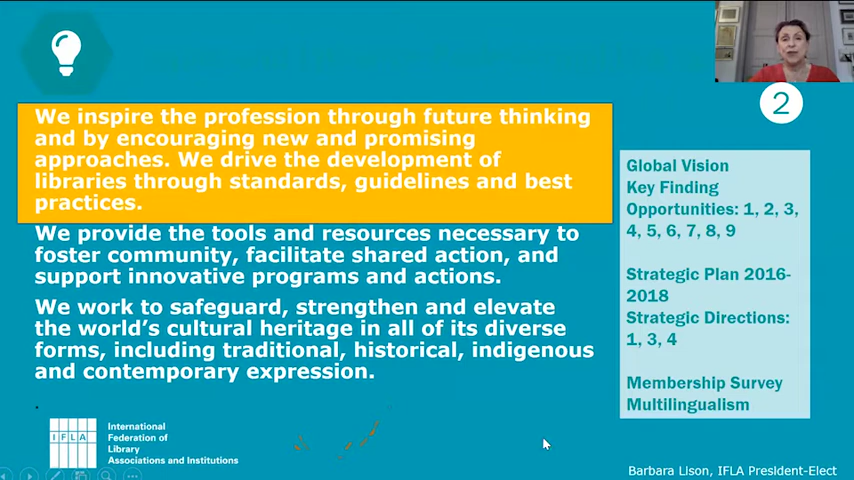 2
We inspire the profession through future thinking
and by encouraging new and promising
approaches. We drive the development of
libraries through standards, guidelines and best
practices.
We provide the tools and resources necessary to
foster community, facilitate shared action, and
support innovative programs and actions.
We work to safeguard, strengthen and elevate
the world's cultural heritage in all of its diverse
forms, including traditional, historical, indigenous
and contemporary expression.
Global Vision
Key Finding
Opportunities: 1, 2, 3,
4, 5, 6, 7, 8, 9
Strategic Plan 2016-
2018
Strategic Directions:
1, 3, 4
Membership Survey
Multilingualism
IFLA
International
Federation of
Library
Associations and Institutions
Barbara Lison, IFLA President-Elect